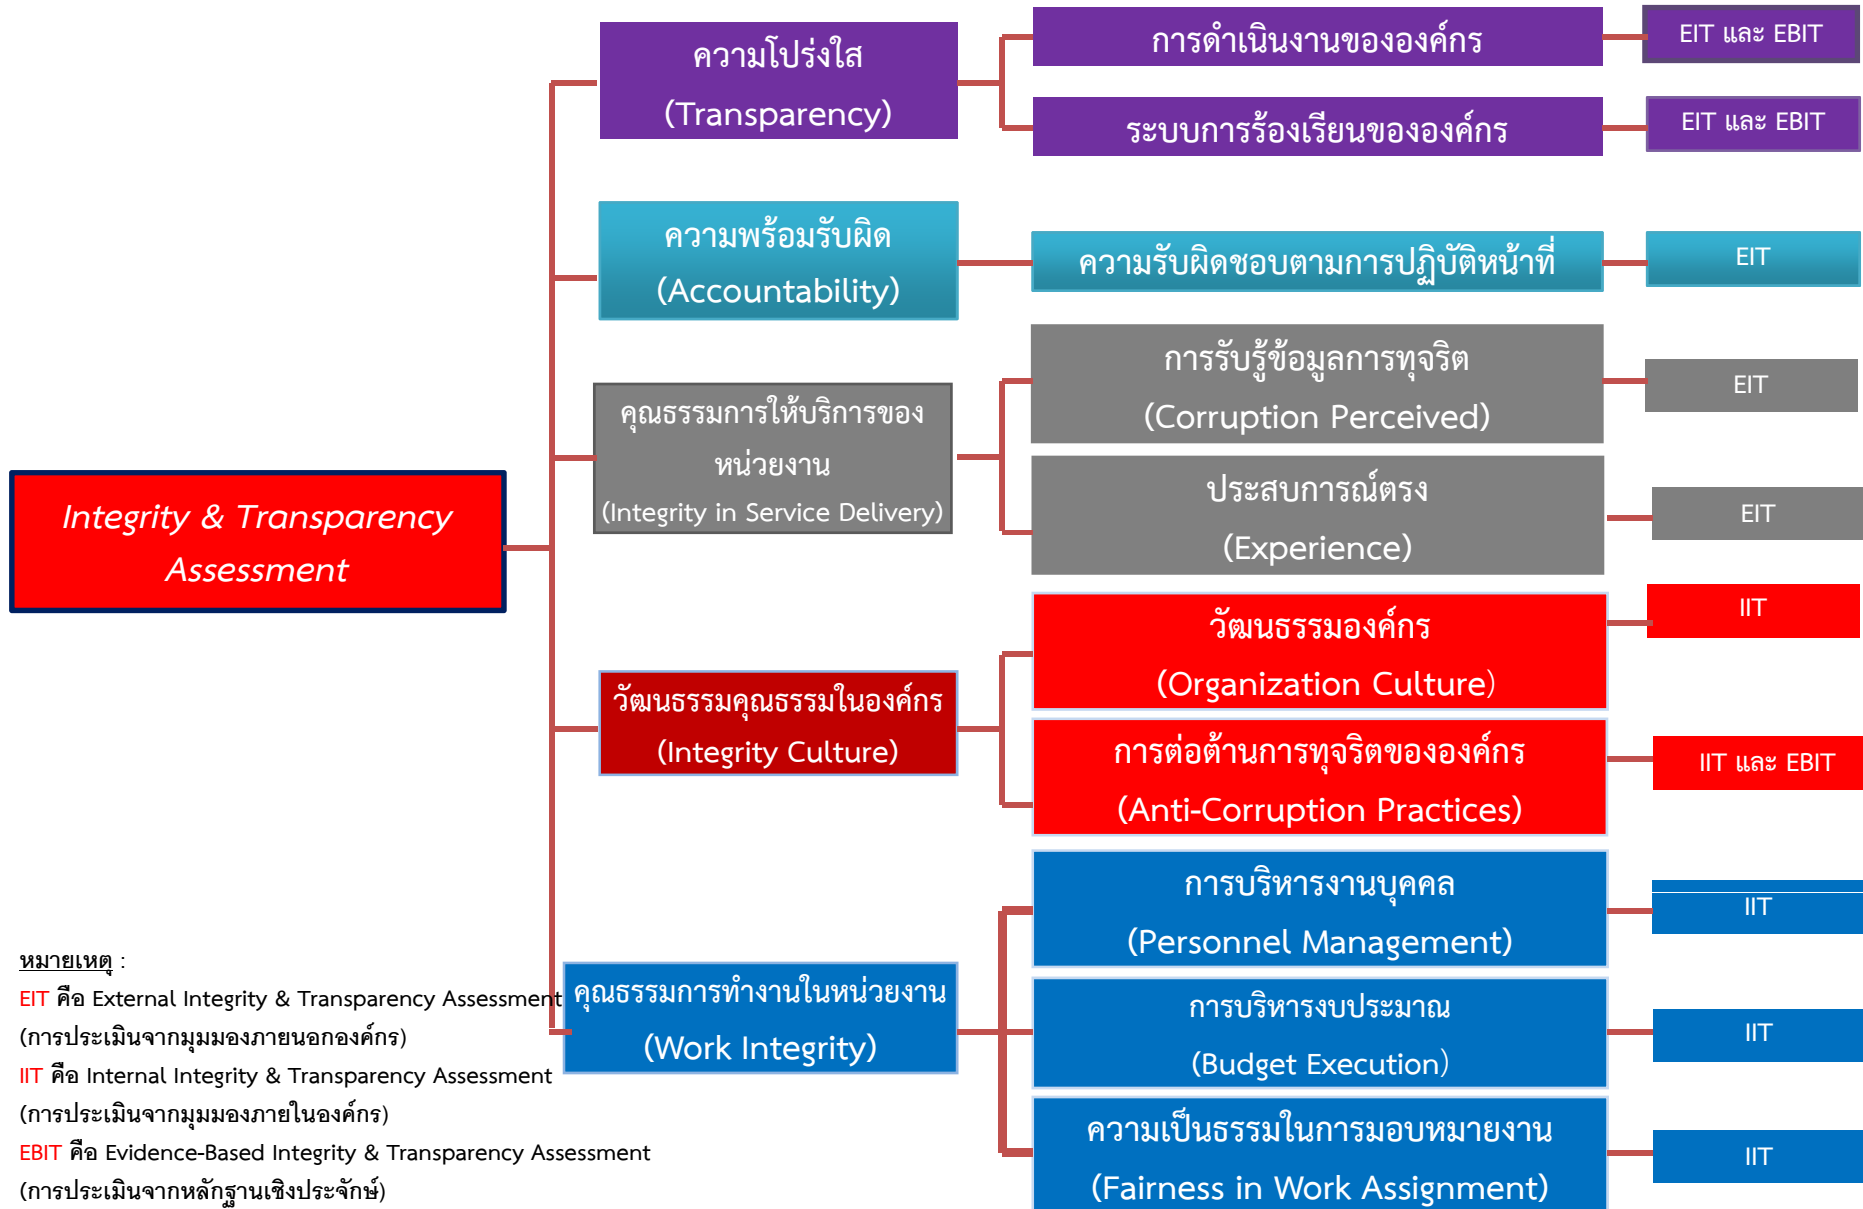 Integrity & Transparency
Assessment
ความโปร่งใส
(Transparency)
การดำเนินงานขององค์กร
EIT และ EBIT
ระบบการร้องเรียนขององค์กร
EIT และ EBIT
ความพร้อมรับผิด
(Accountability)
ความรับผิดชอบตามการปฏิบัติหน้าที่
EIT
คุณธรรมการให้บริการของ
หน่วยงาน
(Integrity in Service Delivery)
การรับรู้ข้อมูลการทุจริต
(Corruption Perceived)
EIT
ประสบการณ์ตรง
(Experience)
EIT
วัฒนธรรมคุณธรรมในองค์กร
(Integrity Culture)
วัฒนธรรมองค์กร
(Organization Culture)
IIT
การต่อต้านการทุจริตขององค์กร
(Anti-Corruption Practices)
IIT และ EBIT
คุณธรรมการทำงานในหน่วยงาน
(Work Integrity)
การบริหารงานบุคคล
(Personnel Management)
IIT
การบริหารงบประมาณ
(Budget Execution)
IIT
ความเป็นธรรมในการมอบหมายงาน
(Fairness in Work Assignment)
IIT
หมายเหตุ :
EIT คือ External Integrity & Transparency Assessment
(การประเมินจากมุมมองภายนอกองค์กร)
IIT คือ Internal Integrity & Transparency Assessment
(การประเมินจากมุมมองภายในองค์กร)
EBIT คือ Evidence-Based Integrity & Transparency Assessment
(การประเมินจากหลักฐานเชิงประจักษ์)